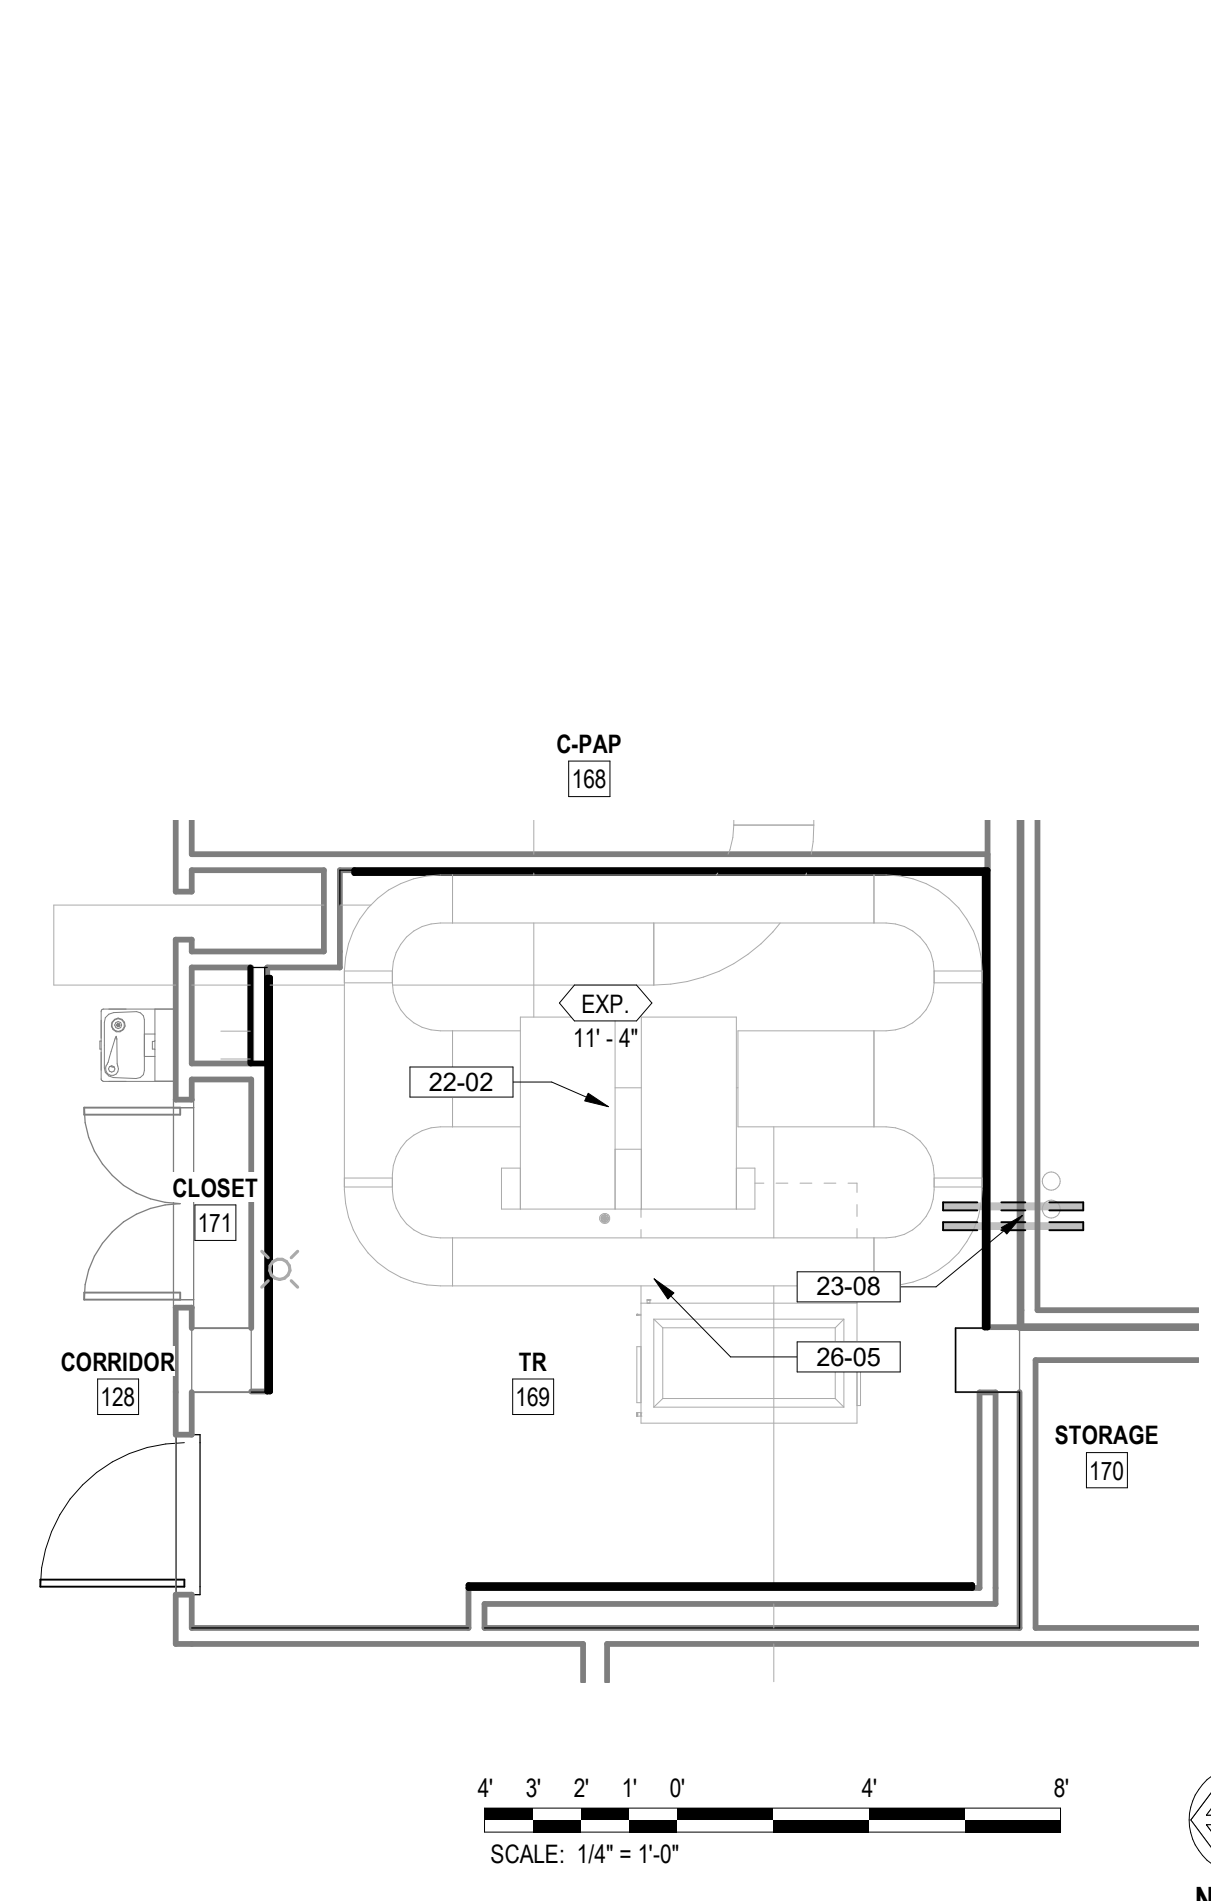 C-PAP
168
EXP.
11' - 4"
22-02
CLOSET
171
23-08
26-05
CORRIDOR
128
TR
169
STORAGE
170
4' 3' 2' 1' 0' 4' 8'
SCALE: 1/4" = 1'-0"
N